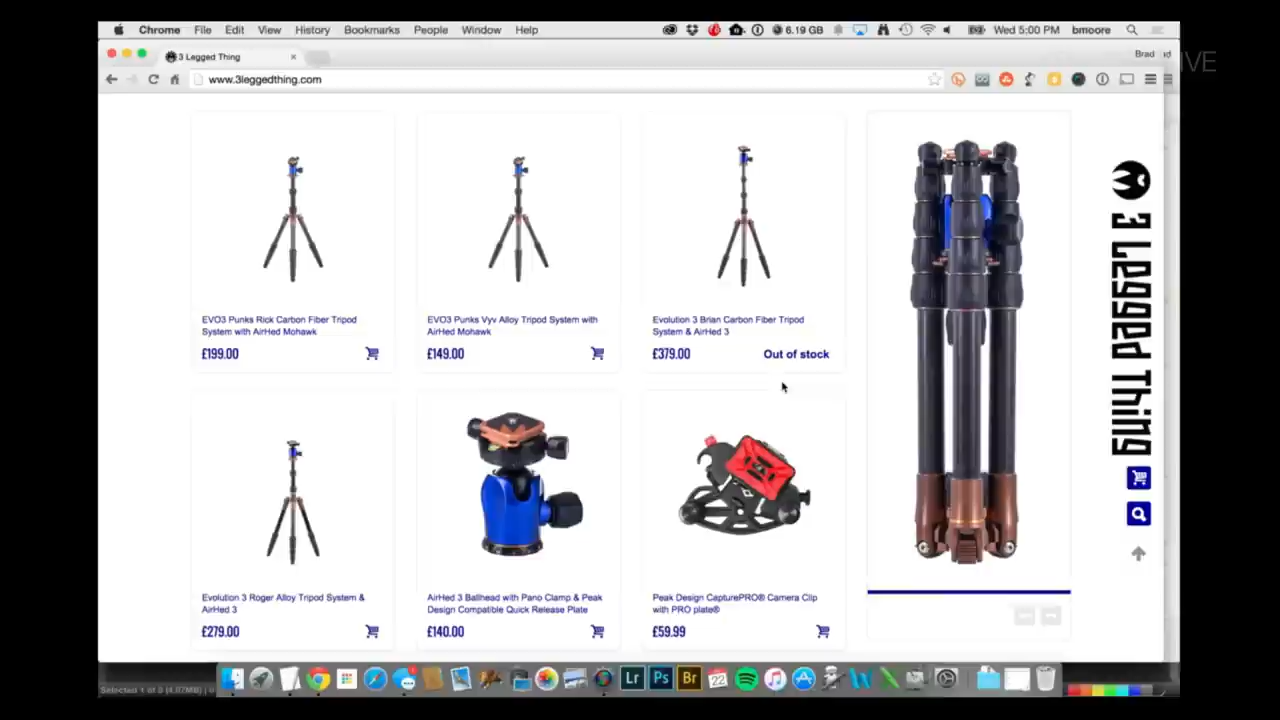 Chrome File Edit View History Bookmarks People Window Help 6.19 GB Wed 5:00 PM bmoore
3 Legged Thing
Brad
IVE
www.3leggedthing.com
EVO3 Punks Rick Carbon Fiber Tripod
System with AirHed Mohawk
£199.00
EVO3 Punks Vyv Alloy Tripod System with
AirHed Mohawk
£149.00
Evolution 3 Brian Carbon Fiber Tripod
System & AirHed 3
£379.00 Out of stock
3 Legged Thing
Evolution 3 Roger Alloy Tripod System &
AirHed 3
£279.00
AirHed 3 Ballhead with Pano Clamp & Peak
Design Compatible Quick Release Plate
£140.00
Peak Design CapturePRO® Camera Clip
with PRO plate®
£59.99
Lr Ps Br 22